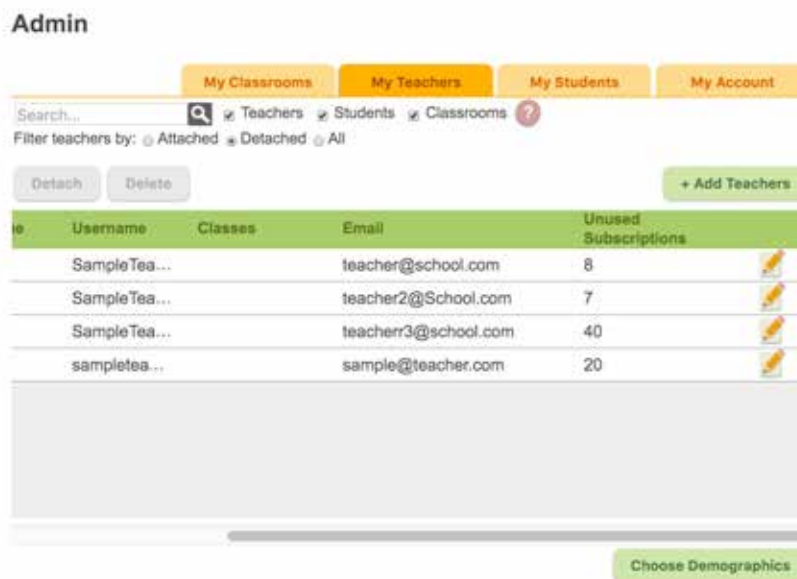 Admin
My Classrooms My Teachers My Students My Account
Search... Teachers Students Classrooms ?
Filter teachers by: Attached Detached All
Detach Delete + Add Teachers
e Username Classes Email Unused Subscriptions
SampleTea... teacher@school.com 8
SampleTea... teacher2@School.com 7
SampleTea... teacherr3@school.com 40
sampletea... sample@teacher.com 20
Choose Demographics